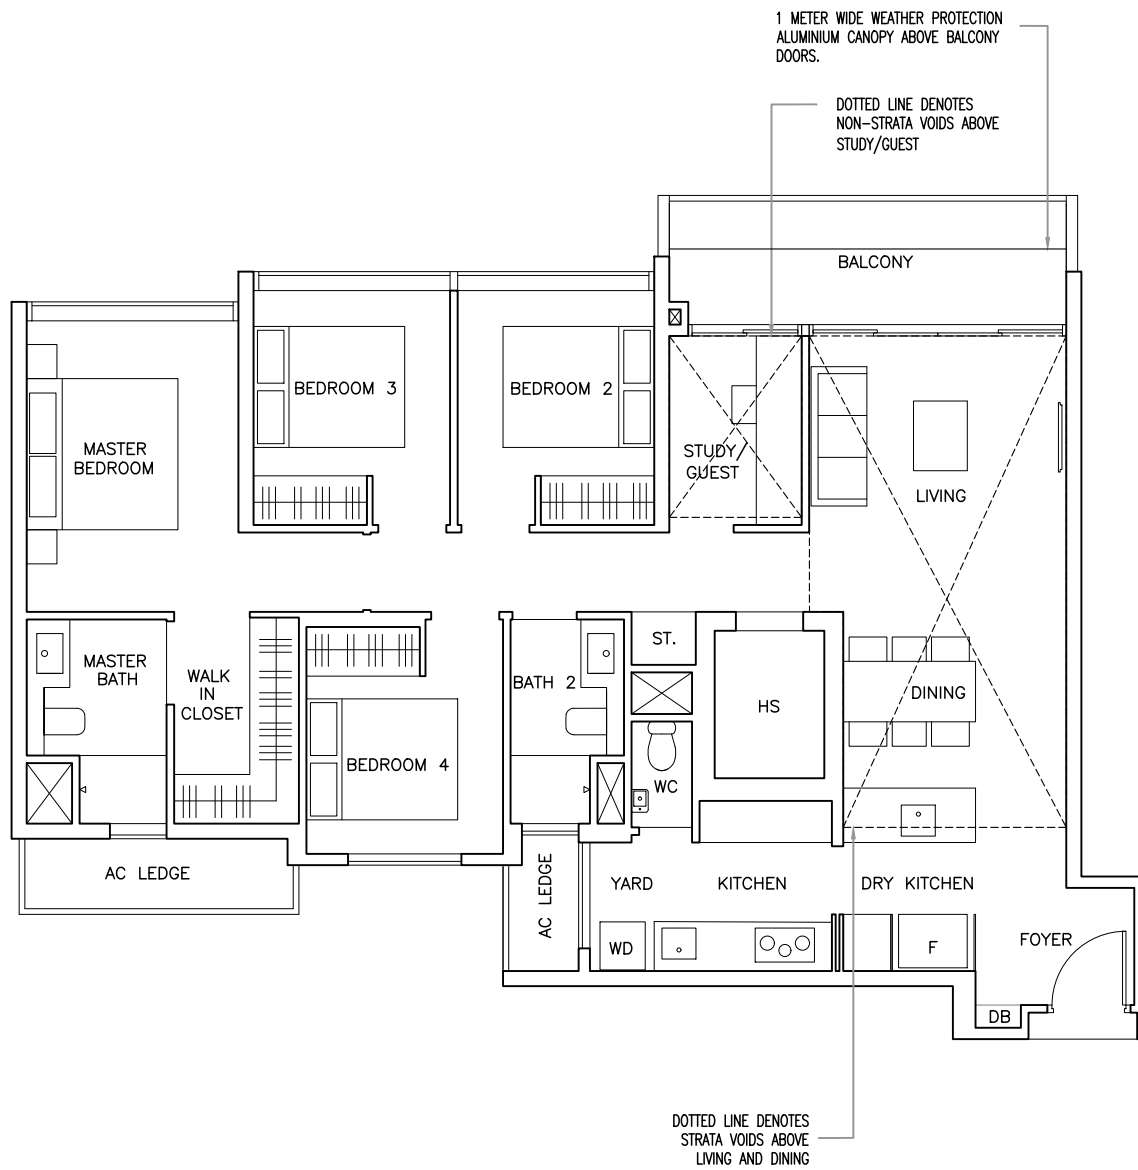 1 METER WIDE WEATHER PROTECTION
ALUMINIUM CANOPY ABOVE BALCONY
DOORS.
DOTTED LINE DENOTES
NON-STRATA VOIDS ABOVE
STUDY/GUEST
BALCONY
BEDROOM 3
BEDROOM 2
MASTER
BEDROOM
STUDY/
GUEST
LIVING
ST.
MASTER
BATH
WALK
IN
CLOSET
BATH 2
HS
DINING
BEDROOM 4
WC
AC LEDGE
AC LEDGE
YARD
KITCHEN
DRY KITCHEN
WD
F
FOYER
DB
DOTTED LINE DENOTES
STRATA VOIDS ABOVE
LIVING AND DINING